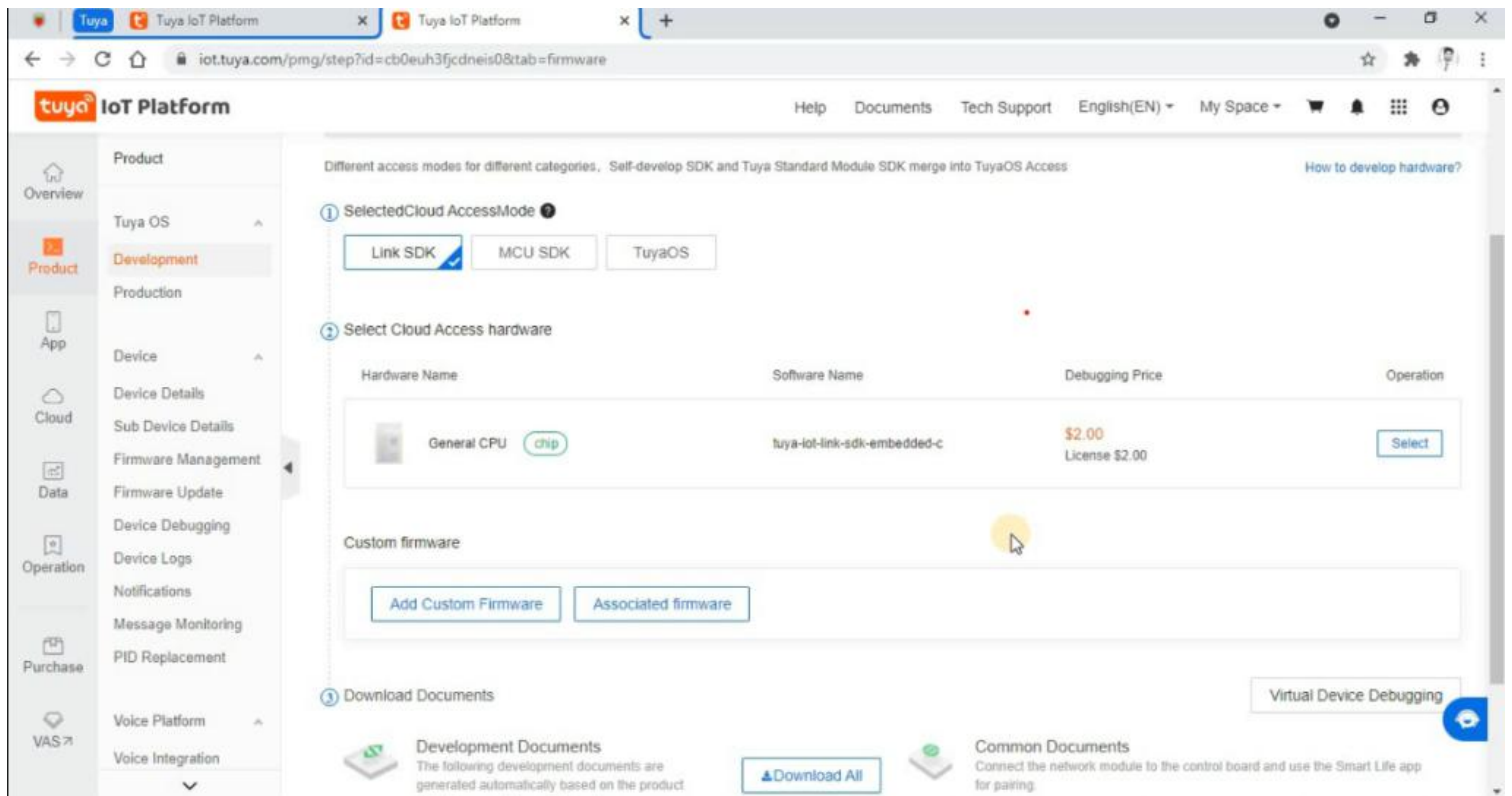 Tuya
Tuya IoT Platform
Tuya IoT Platform
iot.tuya.com/pmg/step?id=cb0euh3fjcdneis0&tab=firmware
tuya IoT Platform
Help Documents Tech Support English(EN) My Space
Overview
Product
App
Cloud
Data
Operation
Purchase
VAS
Product
Tuya OS
Development
Production
Device
Device Details
Sub Device Details
Firmware Management
Firmware Update
Device Debugging
Device Logs
Notifications
Message Monitoring
PID Replacement
Voice Platform
Voice Integration
Different access modes for different categories, Self-develop SDK and Tuya Standard Module SDK merge into TuyaOS Access
How to develop hardware?
1 SelectedCloud AccessMode ?
Link SDK MCU SDK TuyaOS
2 Select Cloud Access hardware
Hardware Name Software Name Debugging Price Operation
General CPU chip tuya-iot-link-sdk-embedded-c $2.00 Select
License $2.00
Custom firmware
Add Custom Firmware Associated firmware
3 Download Documents
Virtual Device Debugging
Development Documents
The following development documents are
generated automatically based on the product
Download All
Common Documents
Connect the network module to the control board and use the Smart Life app
for pairing.